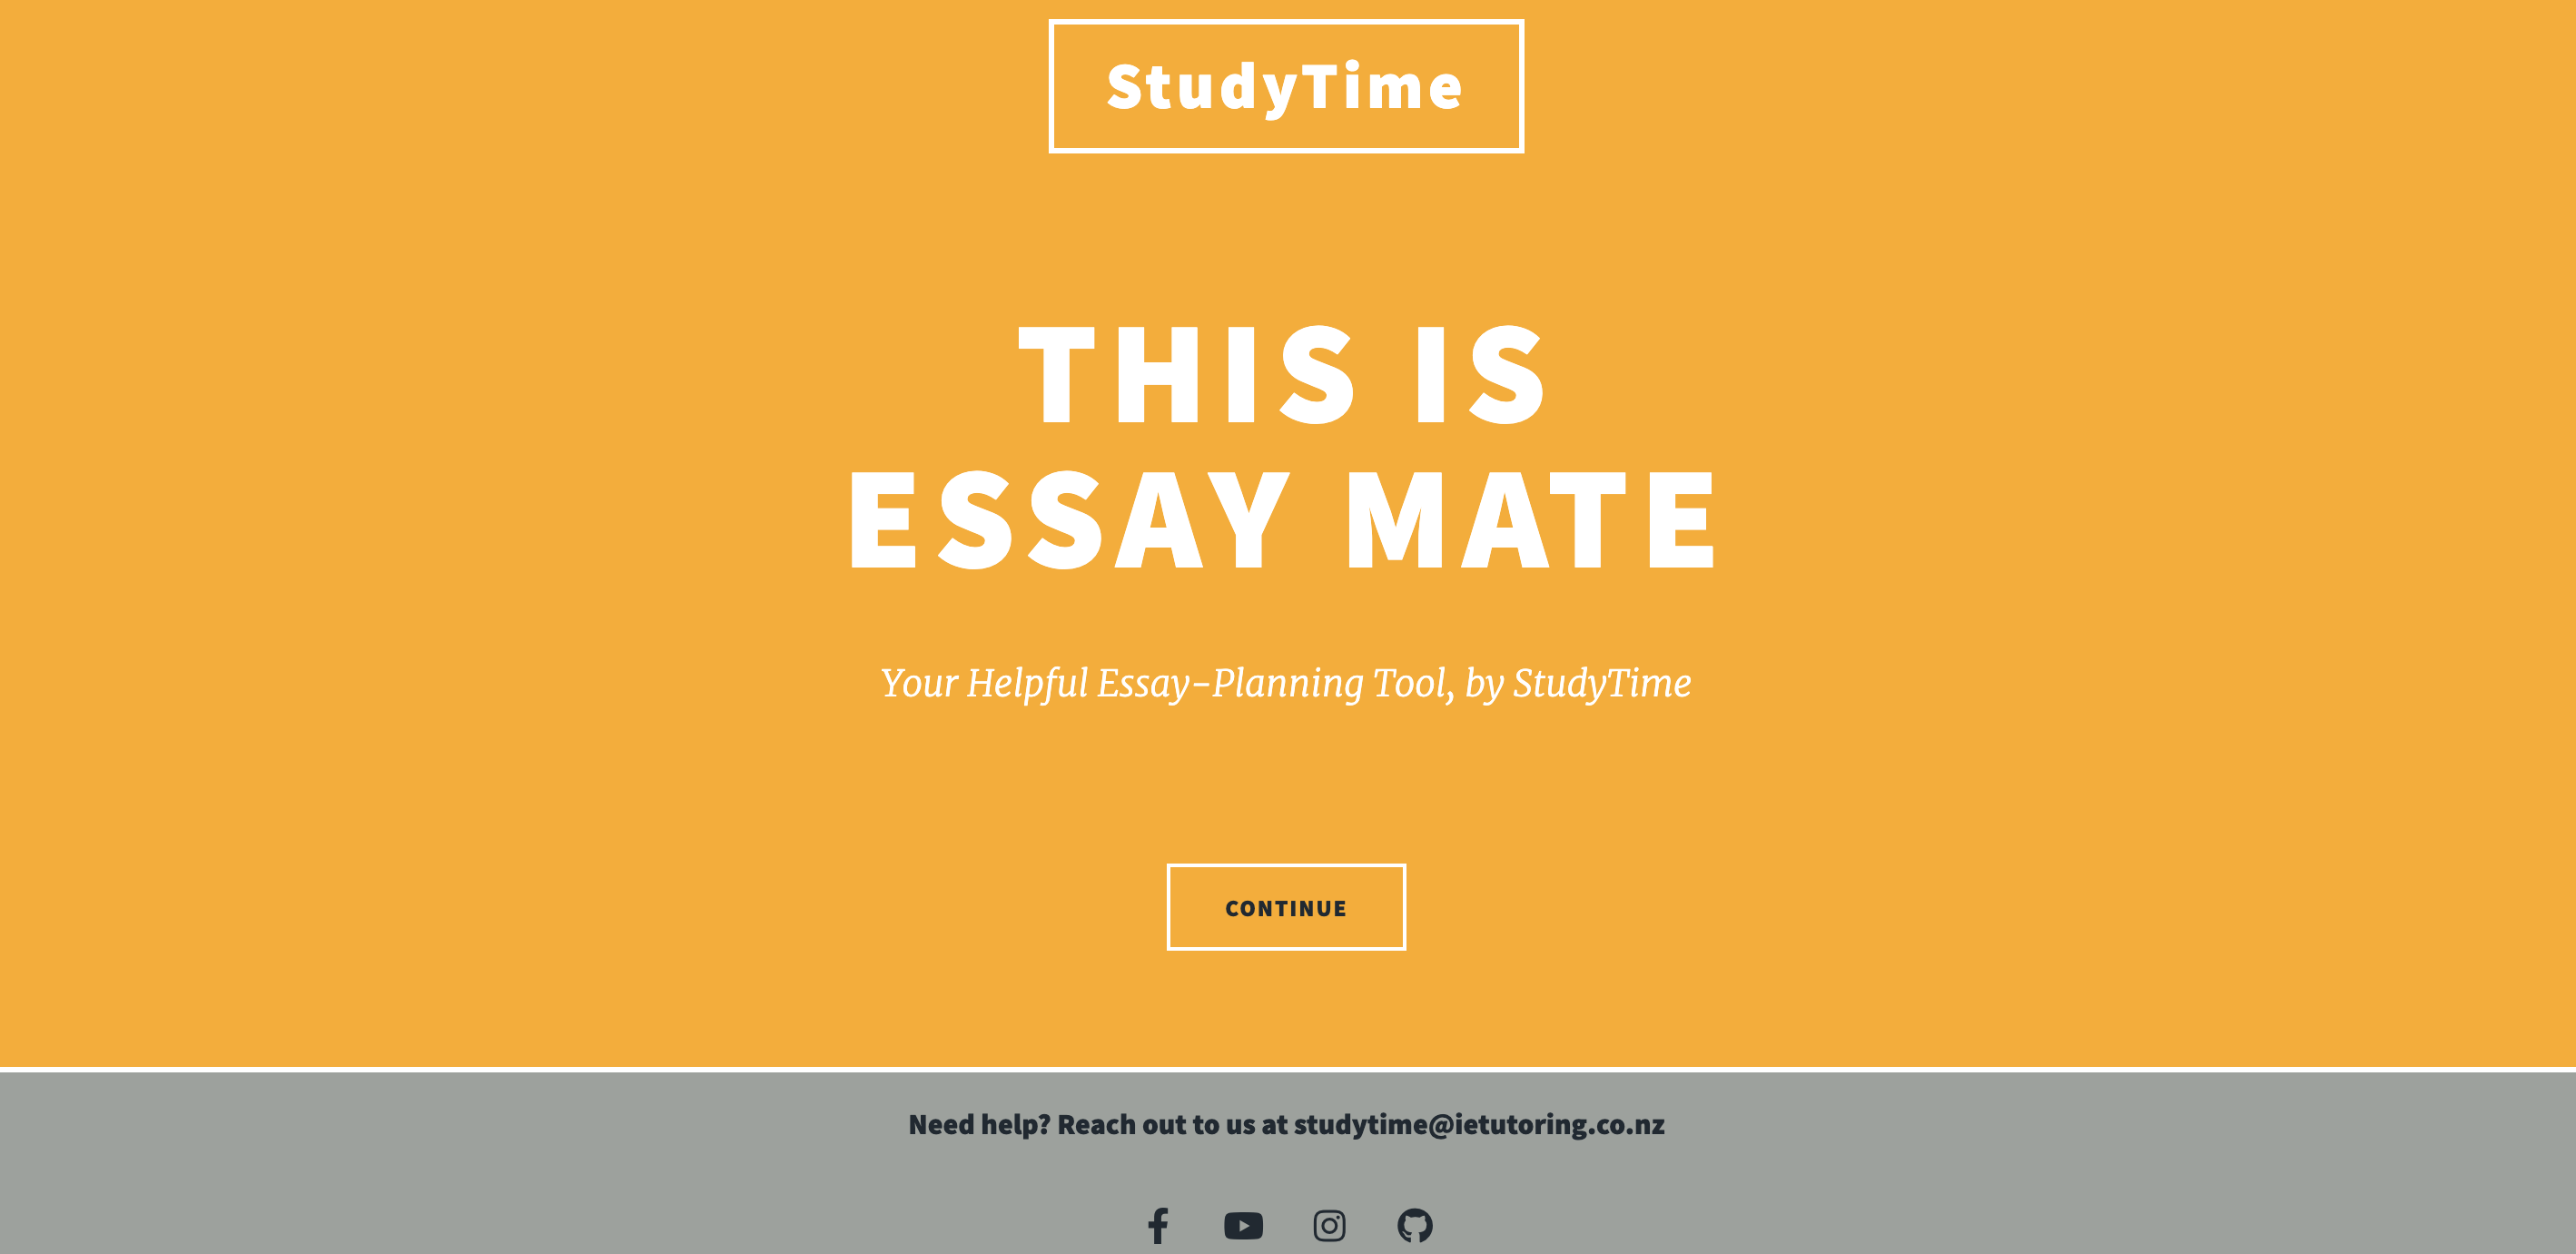 StudyTime
THIS IS
ESSAY MATE
Your Helpful Essay-Planning Tool, by StudyTime
CONTINUE
Need help? Reach out to us at studytime@ietutoring.co.nz